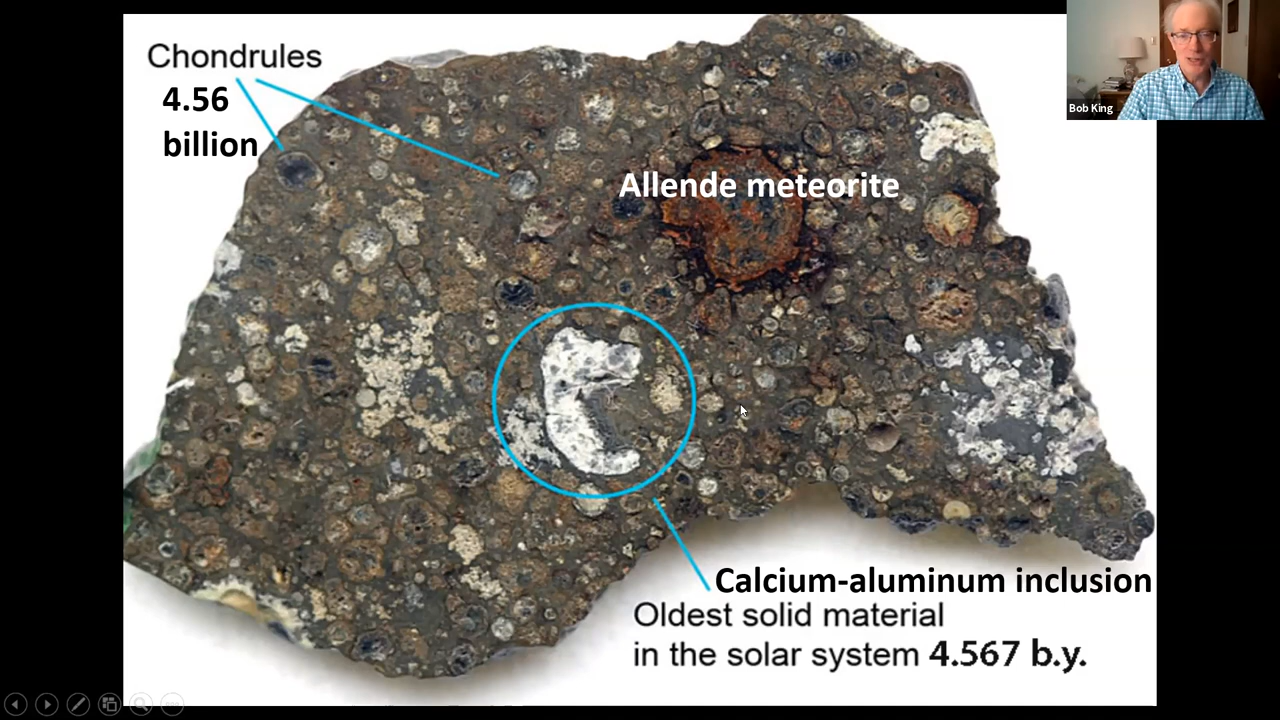 Chondrules
4.56
billion
Bob King
Allende meteorite
Calcium-aluminum inclusion
Oldest solid material
in the solar system 4.567 b.y.